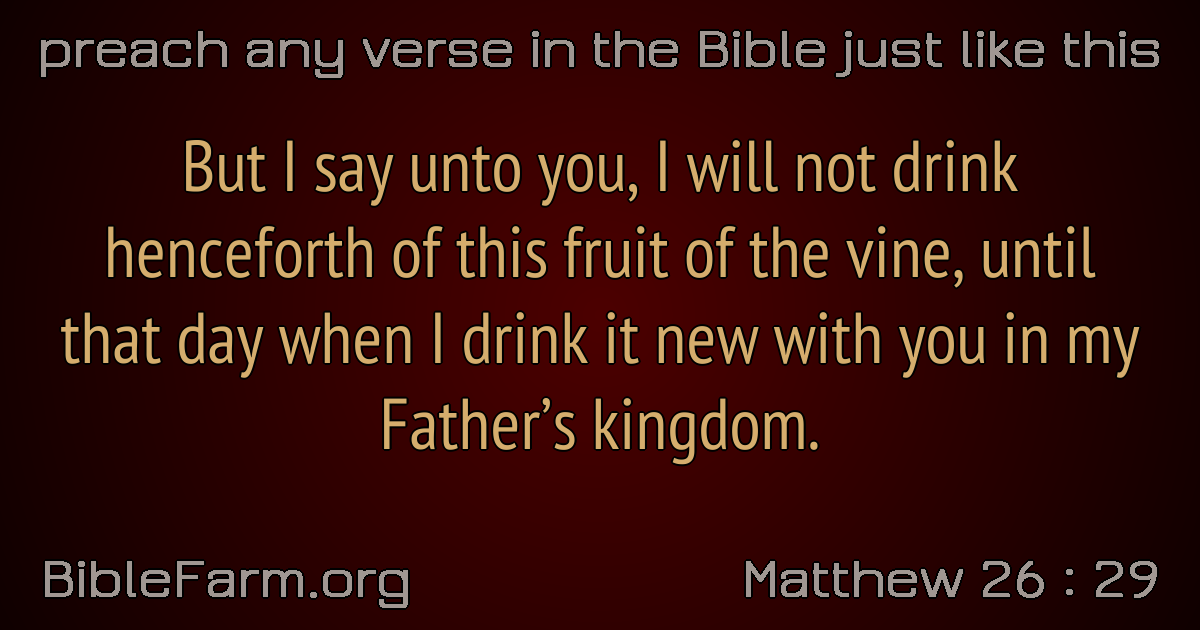 preach any verse in the Bible just like this
But I say unto you, I will not drink
henceforth of this fruit of the vine, until
that day when I drink it new with you in my
Father’s kingdom.
BibleFarm.org
Matthew 26 : 29